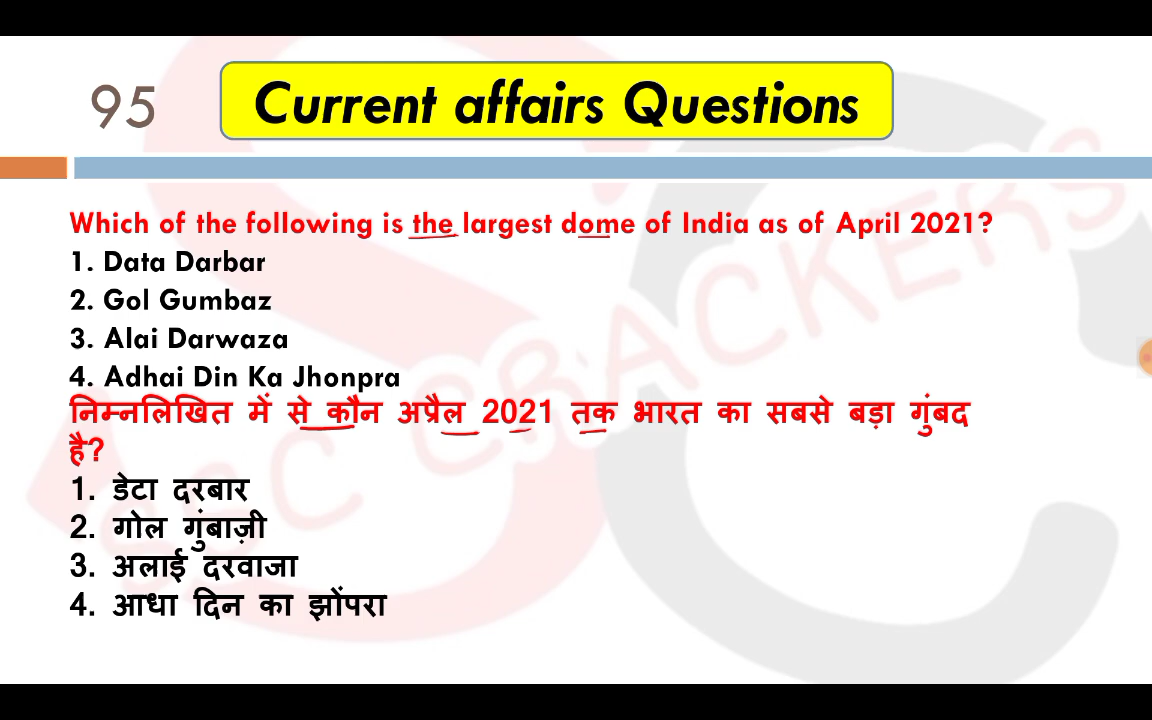 95
Current affairs Questions
Which of the following is the largest dome of India as of April 2021?
1. Data Darbar
2. Gol Gumbaz
3. Alai Darwaza
4. Adhai Din Ka Jhonpra
निम्नलिखित में से कौन अप्रैल 2021 तक भारत का सबसे बड़ा गुंबद
है?
1. डेटा दरबार
2. गोल गुंबाज़ी
3. अलाई दरवाजा
4. आधा दिन का झोंपरा
SSC CRACKERS